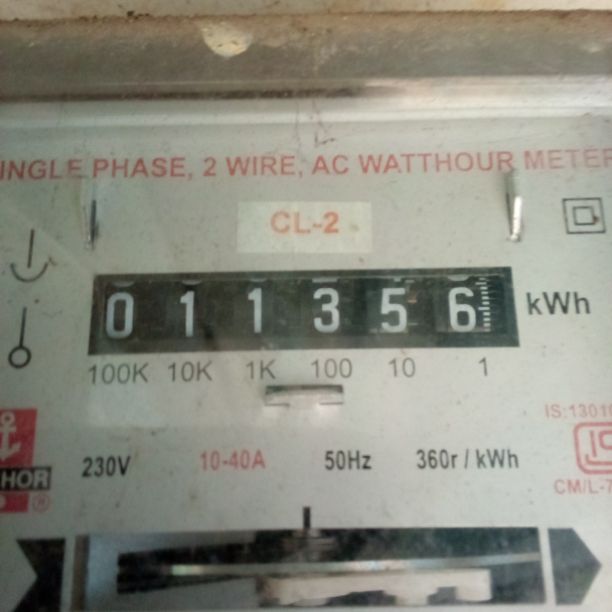 INGLE PHASE, 2 WIRE, AC WATTHOUR METER
CL-2
011356 kWh
100K 10K 1K 100 10 1
IS:1301
230V 10-40A 50Hz 360r / kWh
CM/L-7
HOR
®